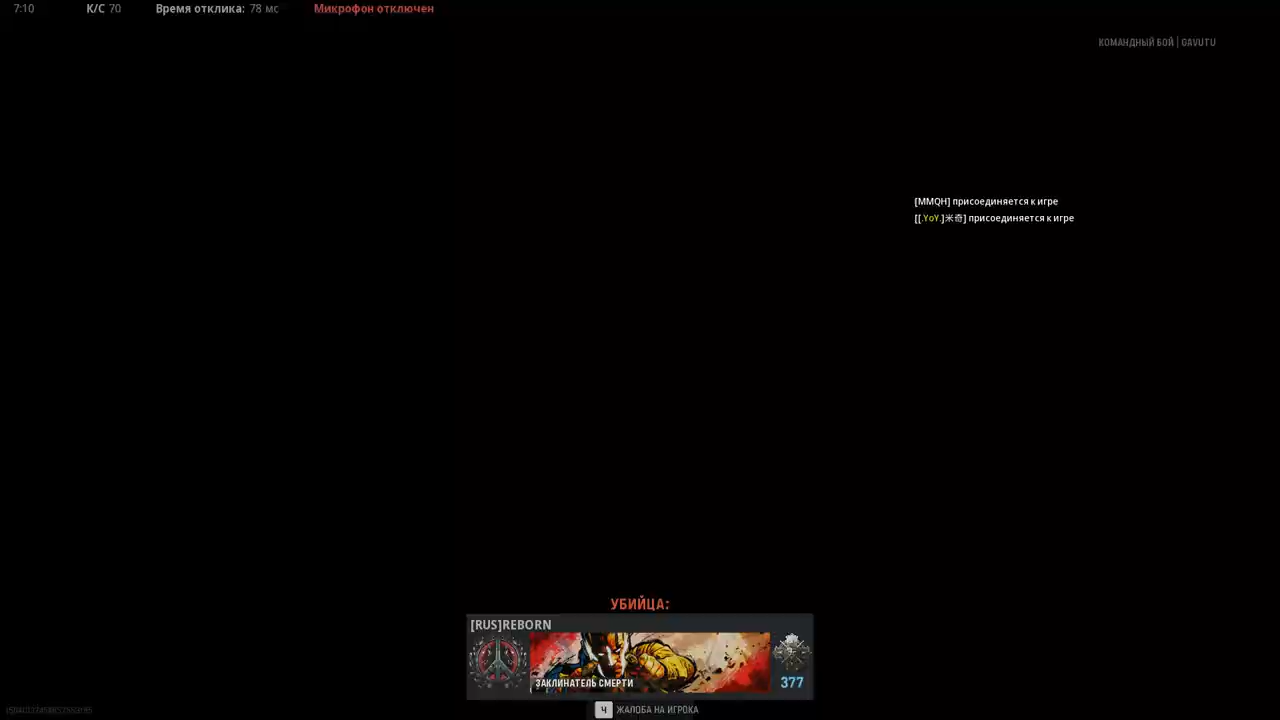 7:10 К/С 70 Время отклика: 78 мс Микрофон отключен
КОМАНДНЫЙ БОЙ | GAVUTU
[MMQH] присоединяется к игре
[[.YoY.]米奇] присоединяется к игре
УБИЙЦА:
[RUS]REBORN
ЗАКЛИНАТЕЛЬ СМЕРТИ
377
Ч ЖАЛОБА НА ИГРОКА